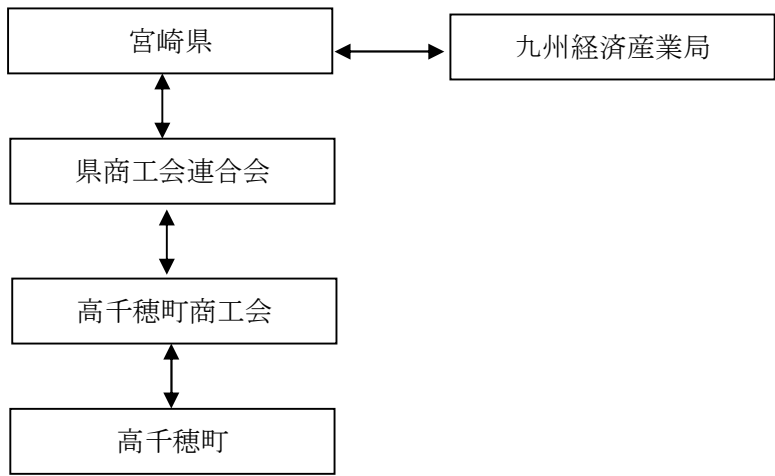 宮崎県
九州経済産業局
県商工会連合会
高千穂町商工会
高千穂町